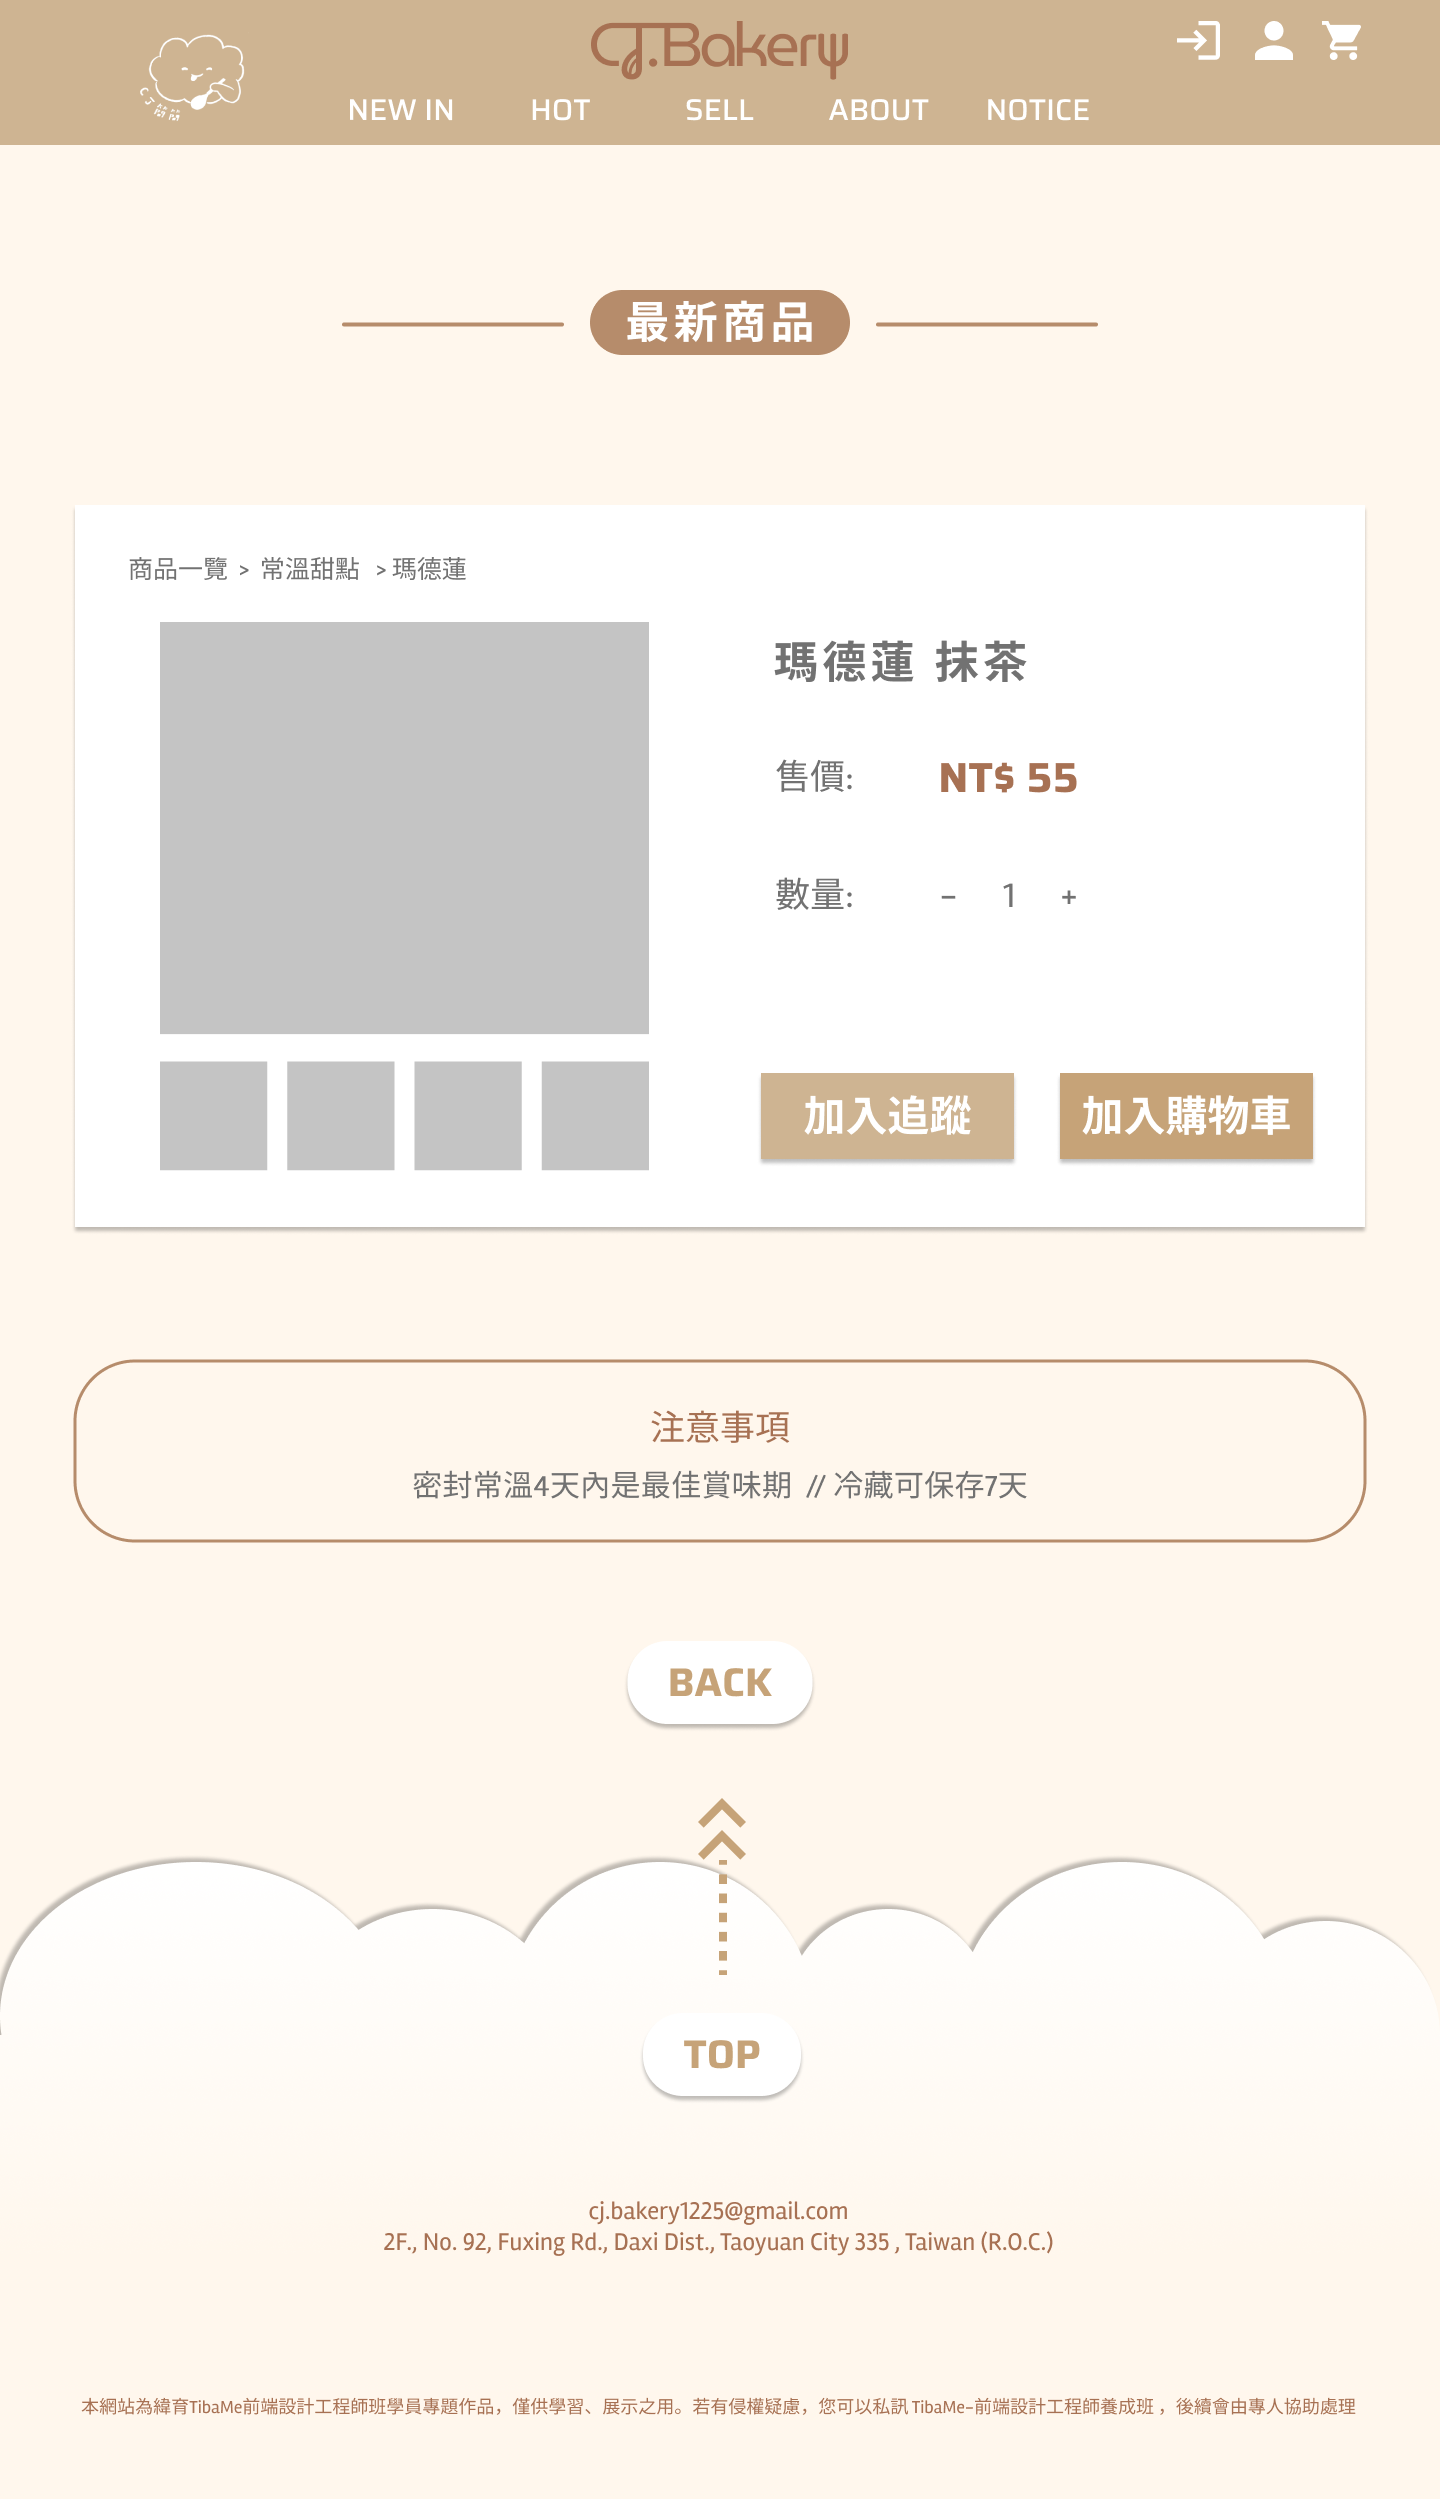 CJ.Bakery
NEW IN HOT SELL ABOUT NOTICE
最新商品
商品一覽 > 常溫甜點 > 瑪德蓮
瑪德蓮 抹茶
售價: NT$ 55
數量: - 1 +
加入追蹤 加入購物車
注意事項
密封常溫4天內是最佳賞味期 // 冷藏可保存7天
BACK
TOP
cj.bakery1225@gmail.com
2F., No. 92, Fuxing Rd., Daxi Dist., Taoyuan City 335 , Taiwan (R.O.C.)
本網站為緯育TibaMe前端設計工程師班學員專題作品，僅供學習、展示之用。若有侵權疑慮，您可以私訊 TibaMe-前端設計工程師養成班 ，後續會由專人協助處理